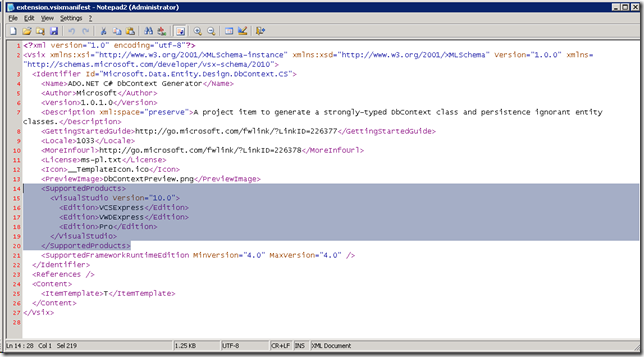 extension.vsixmanifest - Notepad2 (Administrator)
File Edit View Settings ?
1 <?xml version="1.0" encoding="utf-8"?>
2 <Vsix xmlns:xsi="http://www.w3.org/2001/XMLSchema-instance" xmlns:xsd="http://www.w3.org/2001/XMLSchema" Version="1.0.0" xmlns=
"http://schemas.microsoft.com/developer/vsx-schema/2010">
3 <Identifier Id="Microsoft.Data.Entity.Design.DbContext.CS">
4 <Name>ADO.NET C# DbContext Generator</Name>
5 <Author>Microsoft</Author>
6 <Version>1.0.1.0</Version>
7 <Description xml:space="preserve">A project item to generate a strongly-typed DbContext class and persistence ignorant entity
classes.</Description>
8 <GettingStartedGuide>http://go.microsoft.com/fwlink/?LinkID=226377</GettingStartedGuide>
9 <Locale>1033</Locale>
10 <MoreInfoUrl>http://go.microsoft.com/fwlink/?LinkID=226378</MoreInfoUrl>
11 <License>ms-pl.txt</License>
12 <Icon>__TemplateIcon.ico</Icon>
13 <PreviewImage>DbContextPreview.png</PreviewImage>
14 <SupportedProducts>
15 <VisualStudio Version="10.0">
16 <Edition>VCSExpress</Edition>
17 <Edition>VWDExpress</Edition>
18 <Edition>Pro</Edition>
19 </VisualStudio>
20 </SupportedProducts>
21 <SupportedFrameworkRuntimeEdition MinVersion="4.0" MaxVersion="4.0" />
22 </Identifier>
23 <References />
24 <Content>
25 <ItemTemplate>T</ItemTemplate>
26 </Content>
27 </Vsix>
28
Ln 14 : 28 Col 1 Sel 219 1.25 KB UTF-8 CR+LF INS XML Document